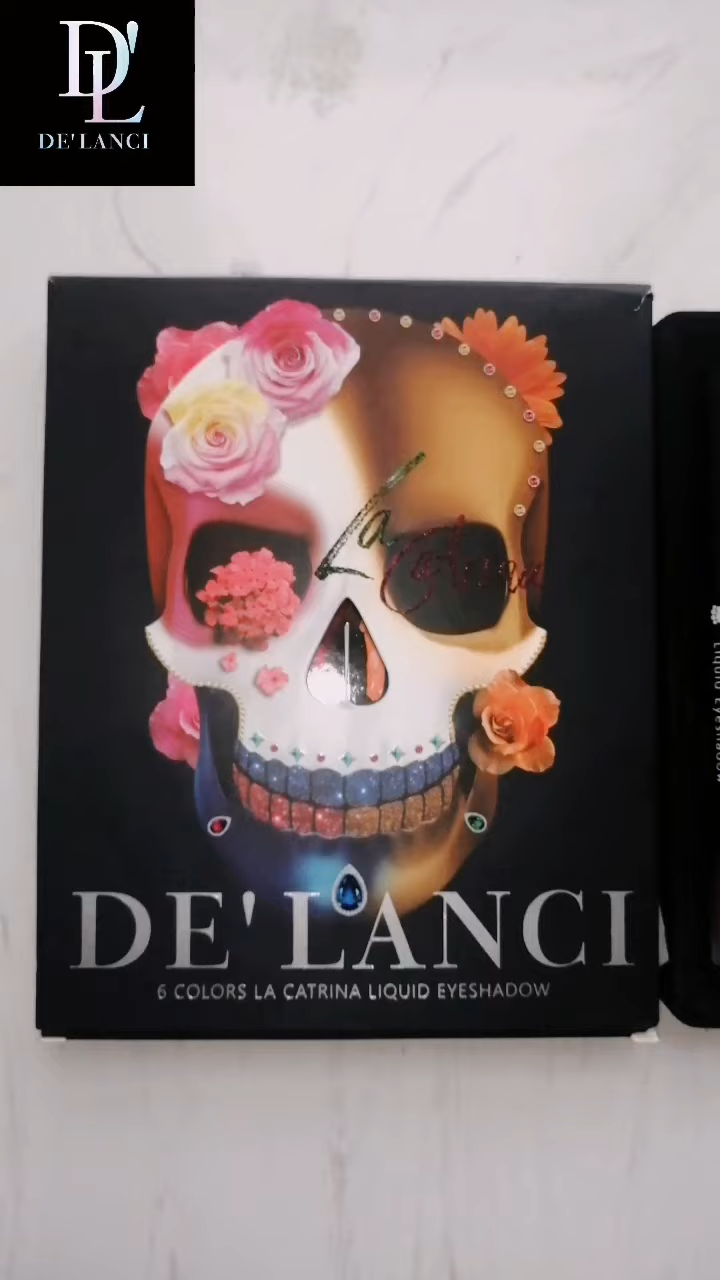 DL'
DE'LANCI
La Catrina
DE'LANCI
6 COLORS LA CATRINA LIQUID EYESHADOW
Liquid Eyeshadow